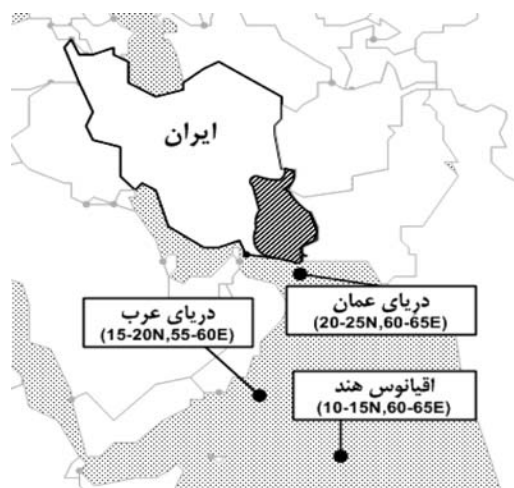 ایران
دریای عمان
(20-25N,60-65E)
دریای عرب
(15-20N,55-60E)
اقیانوس هند
(10-15N,60-65E)